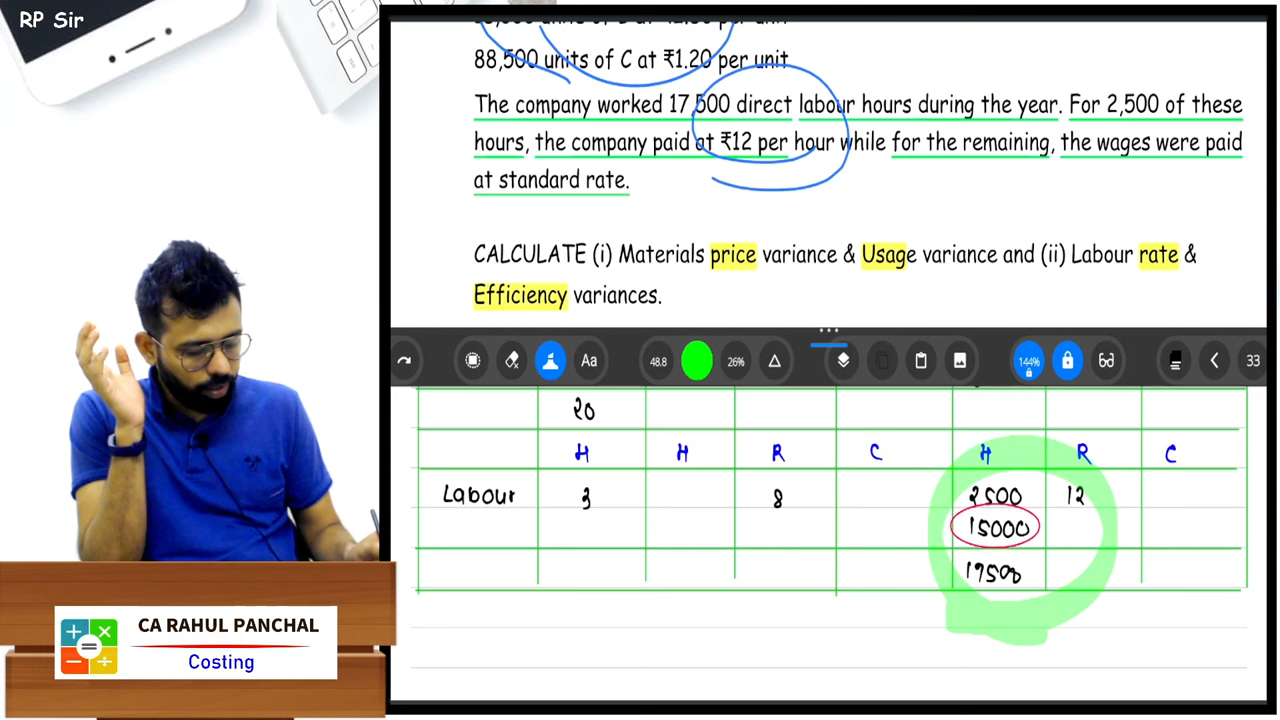 RP Sir
88,500 units of C at ₹1.20 per unit
The company worked 17,500 direct labour hours during the year. For 2,500 of these
hours, the company paid at ₹12 per hour while for the remaining, the wages were paid
at standard rate.
CALCULATE (i) Materials price variance & Usage variance and (ii) Labour rate &
Efficiency variances.
Aa 48.8 26% 144% 33
20
H H R C H R C
Labour 3 8 2500 12
15000
17500
CA RAHUL PANCHAL
Costing